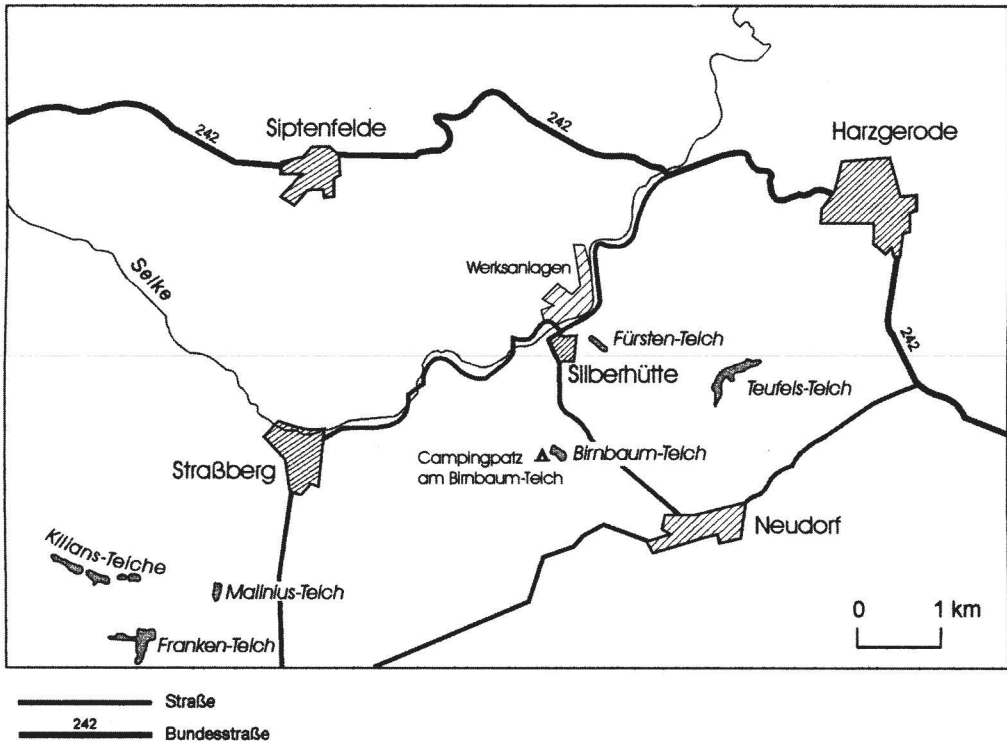 242
Siptenfelde
242
Harzgerode
Selke
Werksanlagen
Fürsten-Teich
Silberhütte
242
Teufels-Teich
Straßberg
Campingpatz
am Birnbaum-Teich
Birnbaum-Teich
Neudorf
Kilians-Teiche
Malinius-Teich
Franken-Teich
0 1 km
Straße
242
Bundesstraße